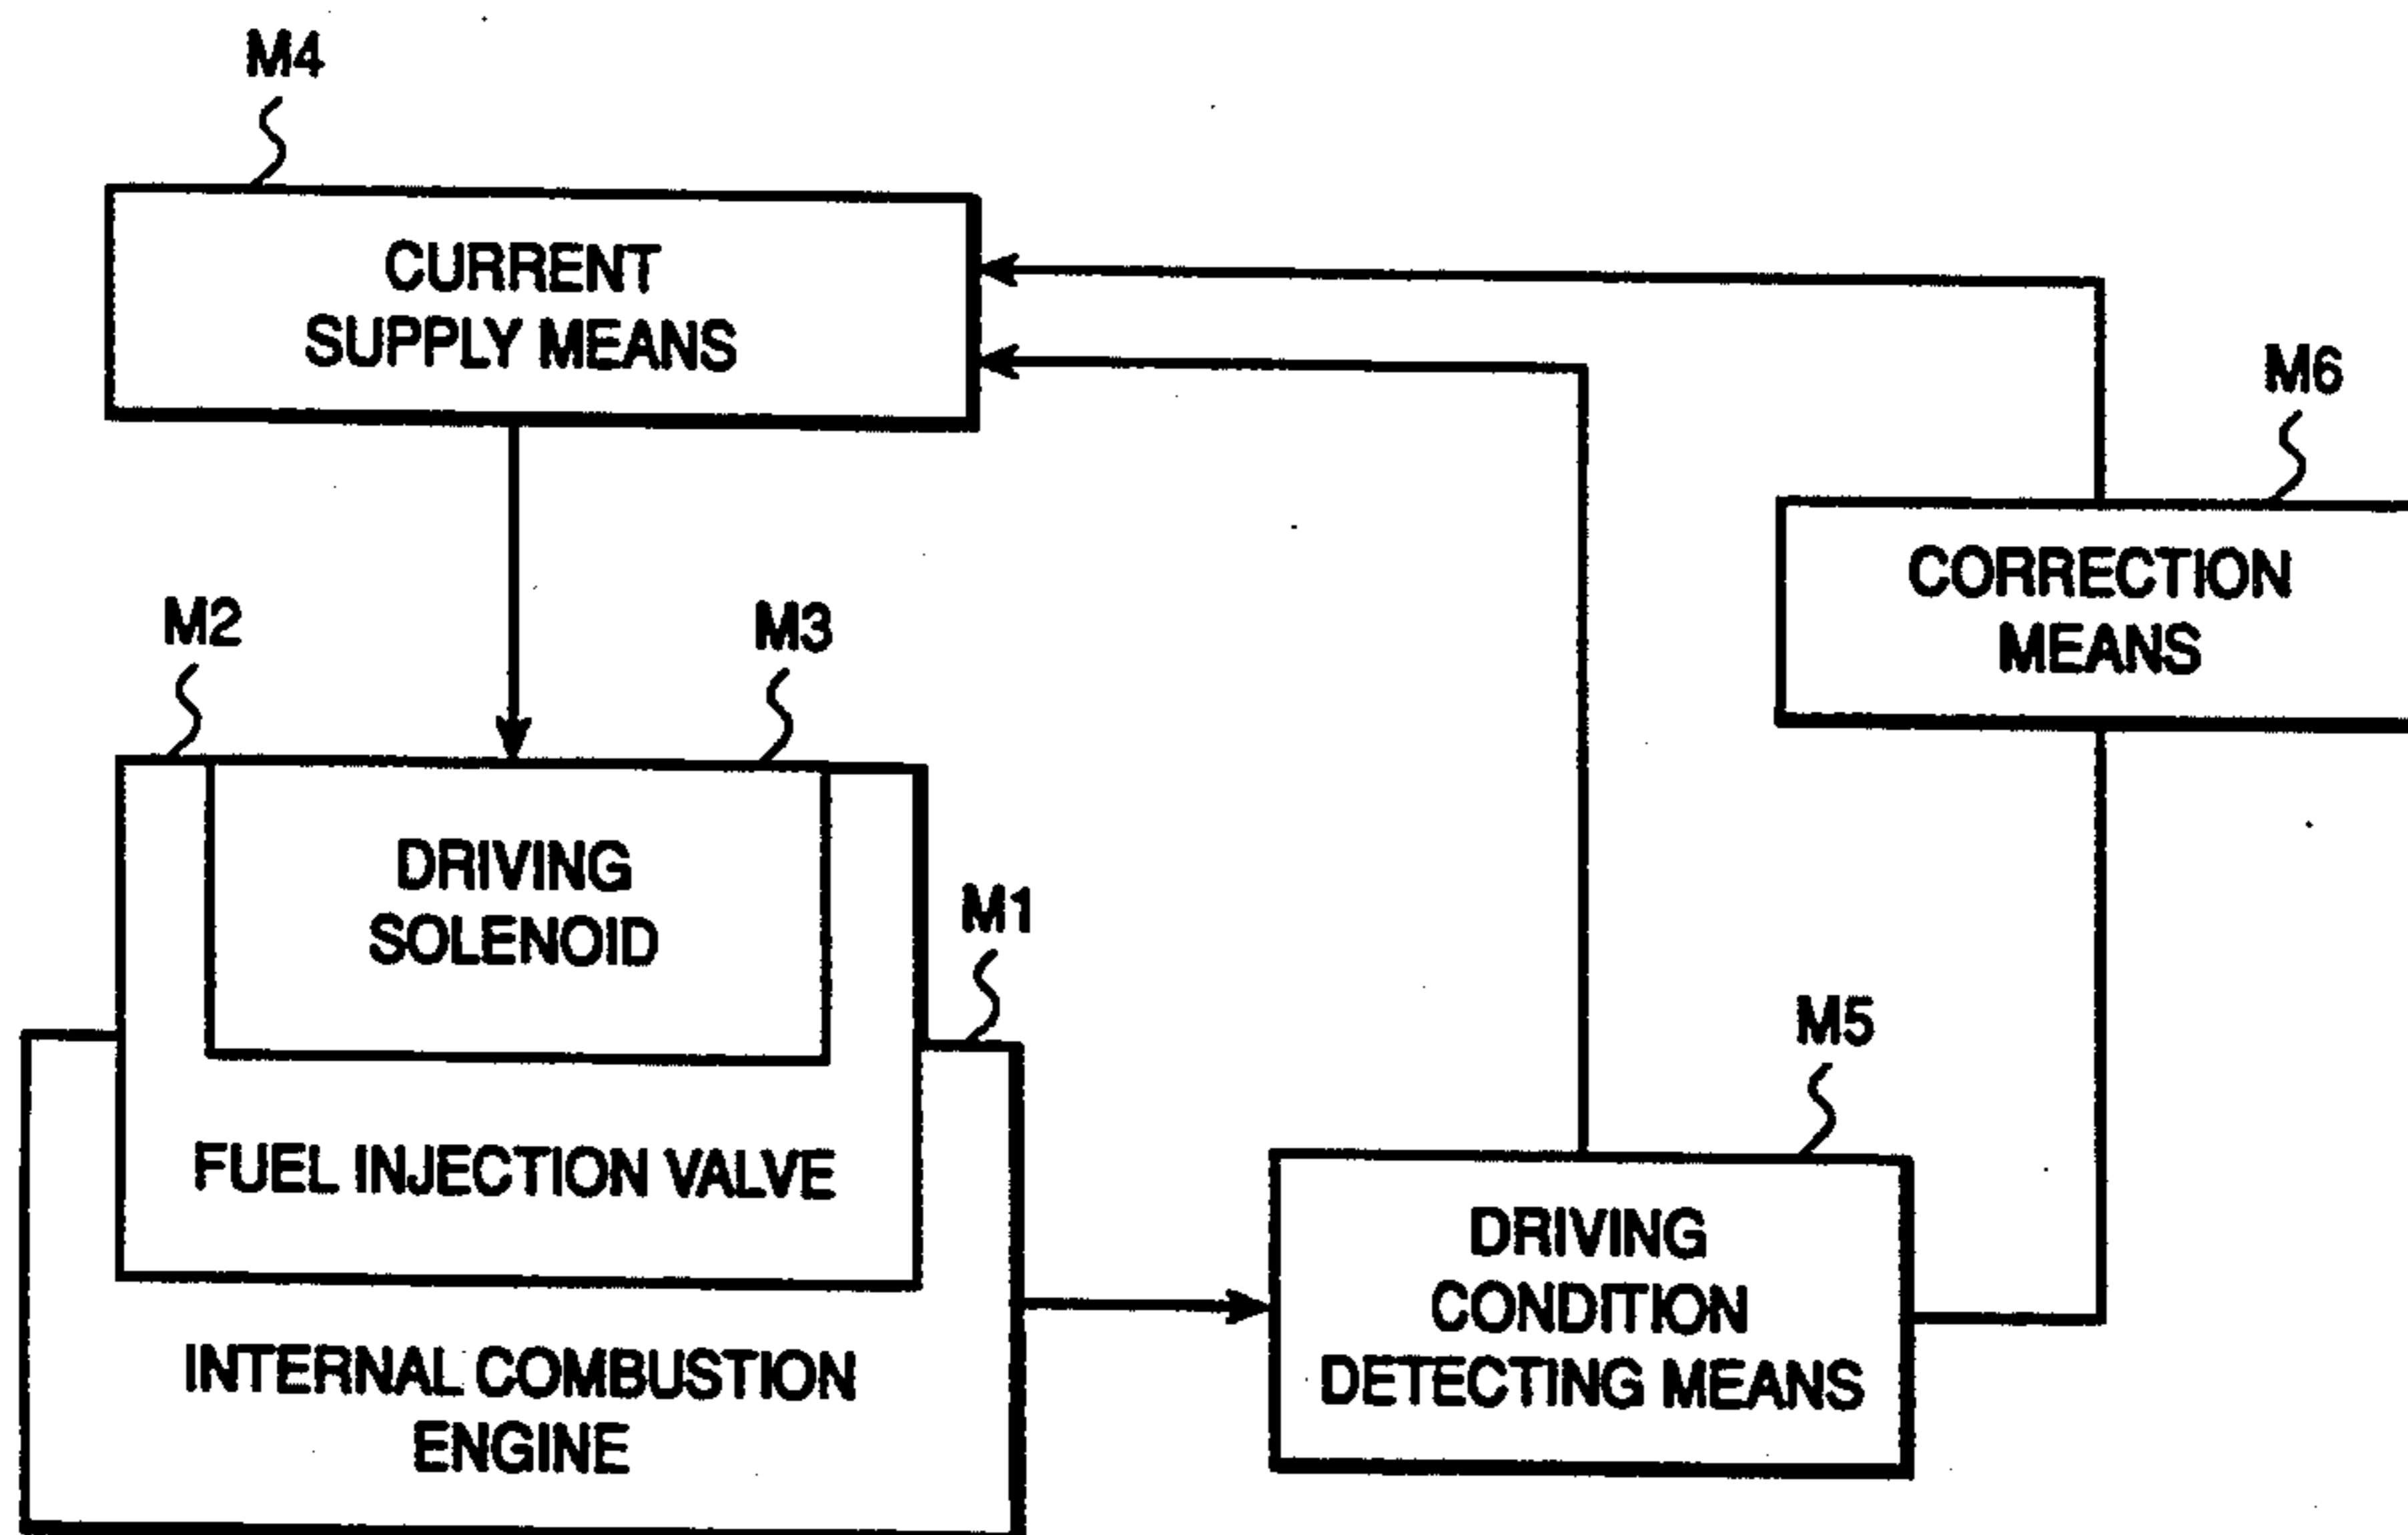 M4
CURRENT
SUPPLY MEANS
M6
CORRECTION
MEANS
M2
M3
DRIVING
SOLENOID
M1
FUEL INJECTION VALVE
M5
DRIVING
CONDITION
DETECTING MEANS
INTERNAL COMBUSTION
ENGINE